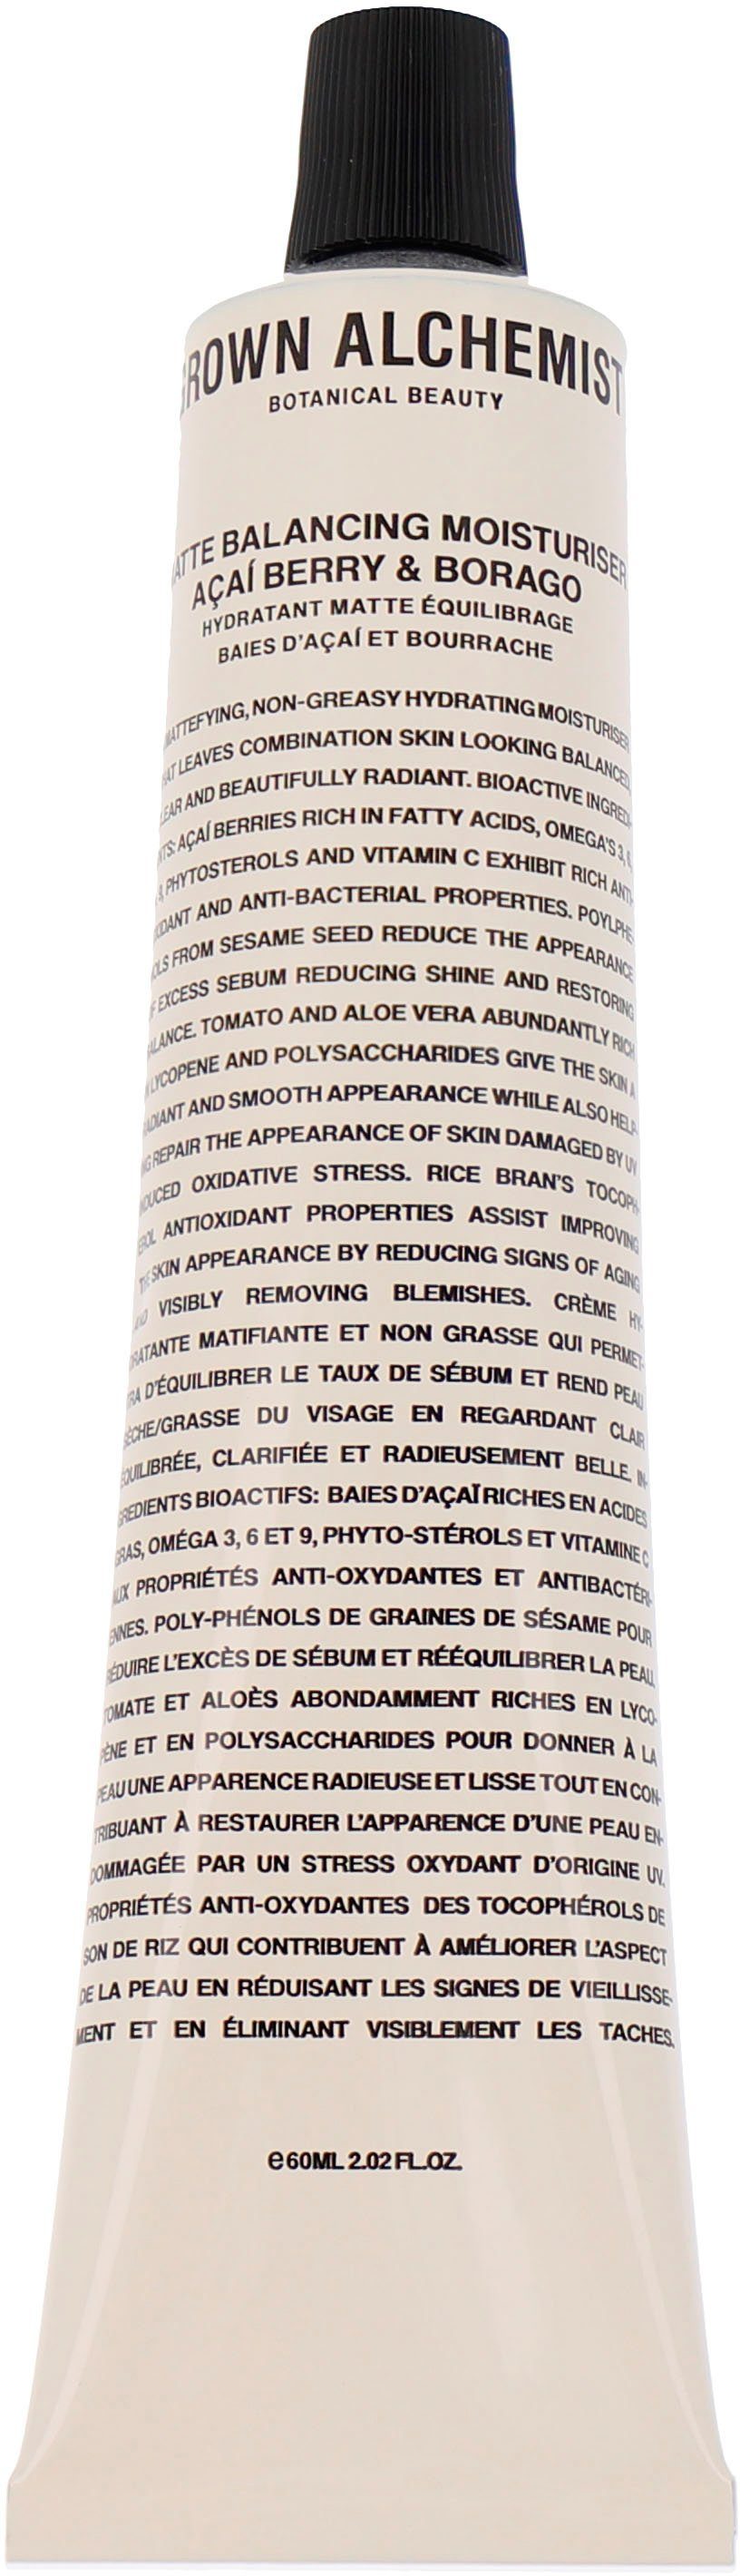 GROWN ALCHEMIST
BOTANICAL BEAUTY
MATTE BALANCING MOISTURISER
AÇAÍ BERRY & BORAGO
HYDRATANT MATTE ÉQUILIBRAGE
BAIES D'AÇAÍ ET BOURRACHE
MATTEFYING, NON-GREASY HYDRATING MOISTURISER
THAT LEAVES COMBINATION SKIN LOOKING BALANCED,
CLEAR AND BEAUTIFULLY RADIANT. BIOACTIVE INGREDI-
ENTS: AÇAÍ BERRIES RICH IN FATTY ACIDS, OMEGA'S 3, 6,
& 9, PHYTOSTEROLS AND VITAMIN C EXHIBIT RICH ANTI-
OXIDANT AND ANTI-BACTERIAL PROPERTIES. POYLPHE-
NOLS FROM SESAME SEED REDUCE THE APPEARANCE
OF EXCESS SEBUM REDUCING SHINE AND RESTORING
BALANCE. TOMATO AND ALOE VERA ABUNDANTLY RICH
IN LYCOPENE AND POLYSACCHARIDES GIVE THE SKIN A
RADIANT AND SMOOTH APPEARANCE WHILE ALSO HELP-
ING REPAIR THE APPEARANCE OF SKIN DAMAGED BY UV
INDUCED OXIDATIVE STRESS. RICE BRAN'S TOCOPH-
EROL ANTIOXIDANT PROPERTIES ASSIST IMPROVING
THE SKIN APPEARANCE BY REDUCING SIGNS OF AGING
AND VISIBLY REMOVING BLEMISHES. CRÈME HY-
DRATANTE MATIFIANTE ET NON GRASSE QUI PERMET-
TRA D'ÉQUILIBRER LE TAUX DE SÉBUM ET REND PEAU
SÈCHE/GRASSE DU VISAGE EN REGARDANT CLAIR
ÉQUILIBRÉE, CLARIFIÉE ET RADIEUSEMENT BELLE. IN-
GREDIENTS BIOACTIFS: BAIES D'AÇAÏ RICHES EN ACIDES
GRAS, OMÉGA 3, 6 ET 9, PHYTO-STÉROLS ET VITAMINE C
AUX PROPRIÉTÉS ANTI-OXYDANTES ET ANTIBACTÉRI-
ENNES. POLY-PHÉNOLS DE GRAINES DE SÉSAME POUR
RÉDUIRE L'EXCÈS DE SÉBUM ET RÉÉQUILIBRER LA PEAU.
TOMATE ET ALOÈS ABONDAMMENT RICHES EN LYCO-
PÈNE ET EN POLYSACCHARIDES POUR DONNER À LA
PEAU UNE APPARENCE RADIEUSE ET LISSE TOUT EN CON-
TRIBUANT À RESTAURER L'APPARENCE D'UNE PEAU EN-
DOMMAGÉE PAR UN STRESS OXYDANT D'ORIGINE UV.
PROPRIÉTÉS ANTI-OXYDANTES DES TOCOPHÉROLS DE
SON DE RIZ QUI CONTRIBUENT À AMÉLIORER L'ASPECT
DE LA PEAU EN RÉDUISANT LES SIGNES DE VIEILLISSE-
MENT ET EN ÉLIMINANT VISIBLEMENT LES TACHES.
e 60ML 2.02 FL.OZ.